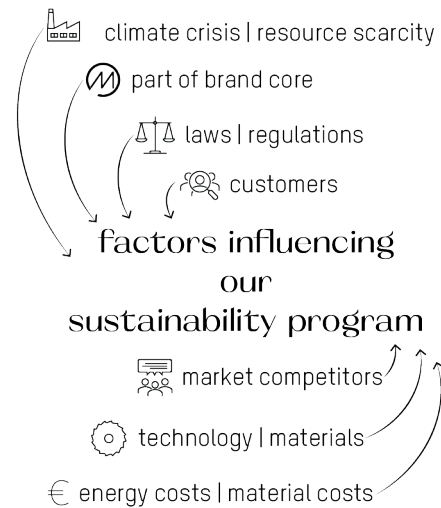 climate crisis | resource scarcity
part of brand core
laws | regulations
customers
factors influencing
our
sustainability program
market competitors
technology | materials
€ energy costs | material costs